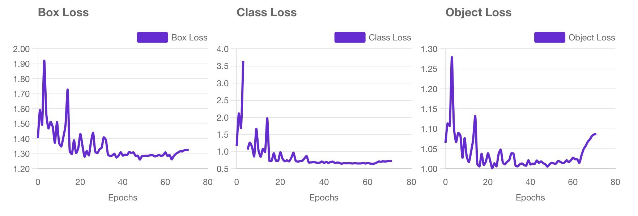 Box Loss
Box Loss
2.00
1.90
1.80
1.70
1.60
1.50
1.40
1.30
1.20
0 20 40 60 80
Epochs
Class Loss
Class Loss
4.0
3.5
3.0
2.5
2.0
1.5
1.0
0.5
0 20 40 60 80
Epochs
Object Loss
Object Loss
1.30
1.25
1.20
1.15
1.10
1.05
1.00
0 20 40 60 80
Epochs